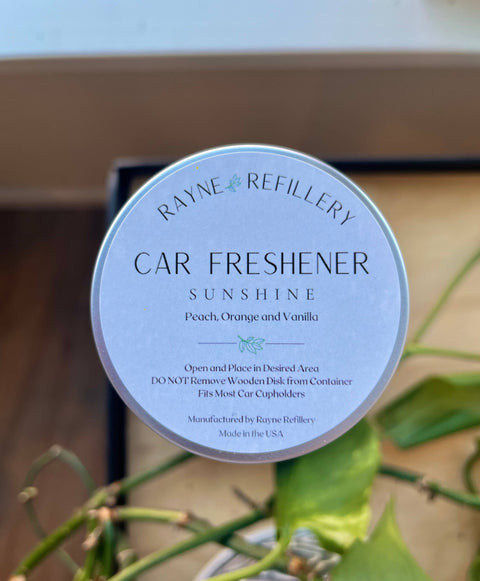 RAYNE REFILLERY
CAR FRESHENER
SUNSHINE
Peach, Orange and Vanilla
Open and Place in Desired Area
DO NOT Remove Wooden Disk from Container
Fits Most Car Cupholders
Manufactured by Rayne Refillery
Made in the USA